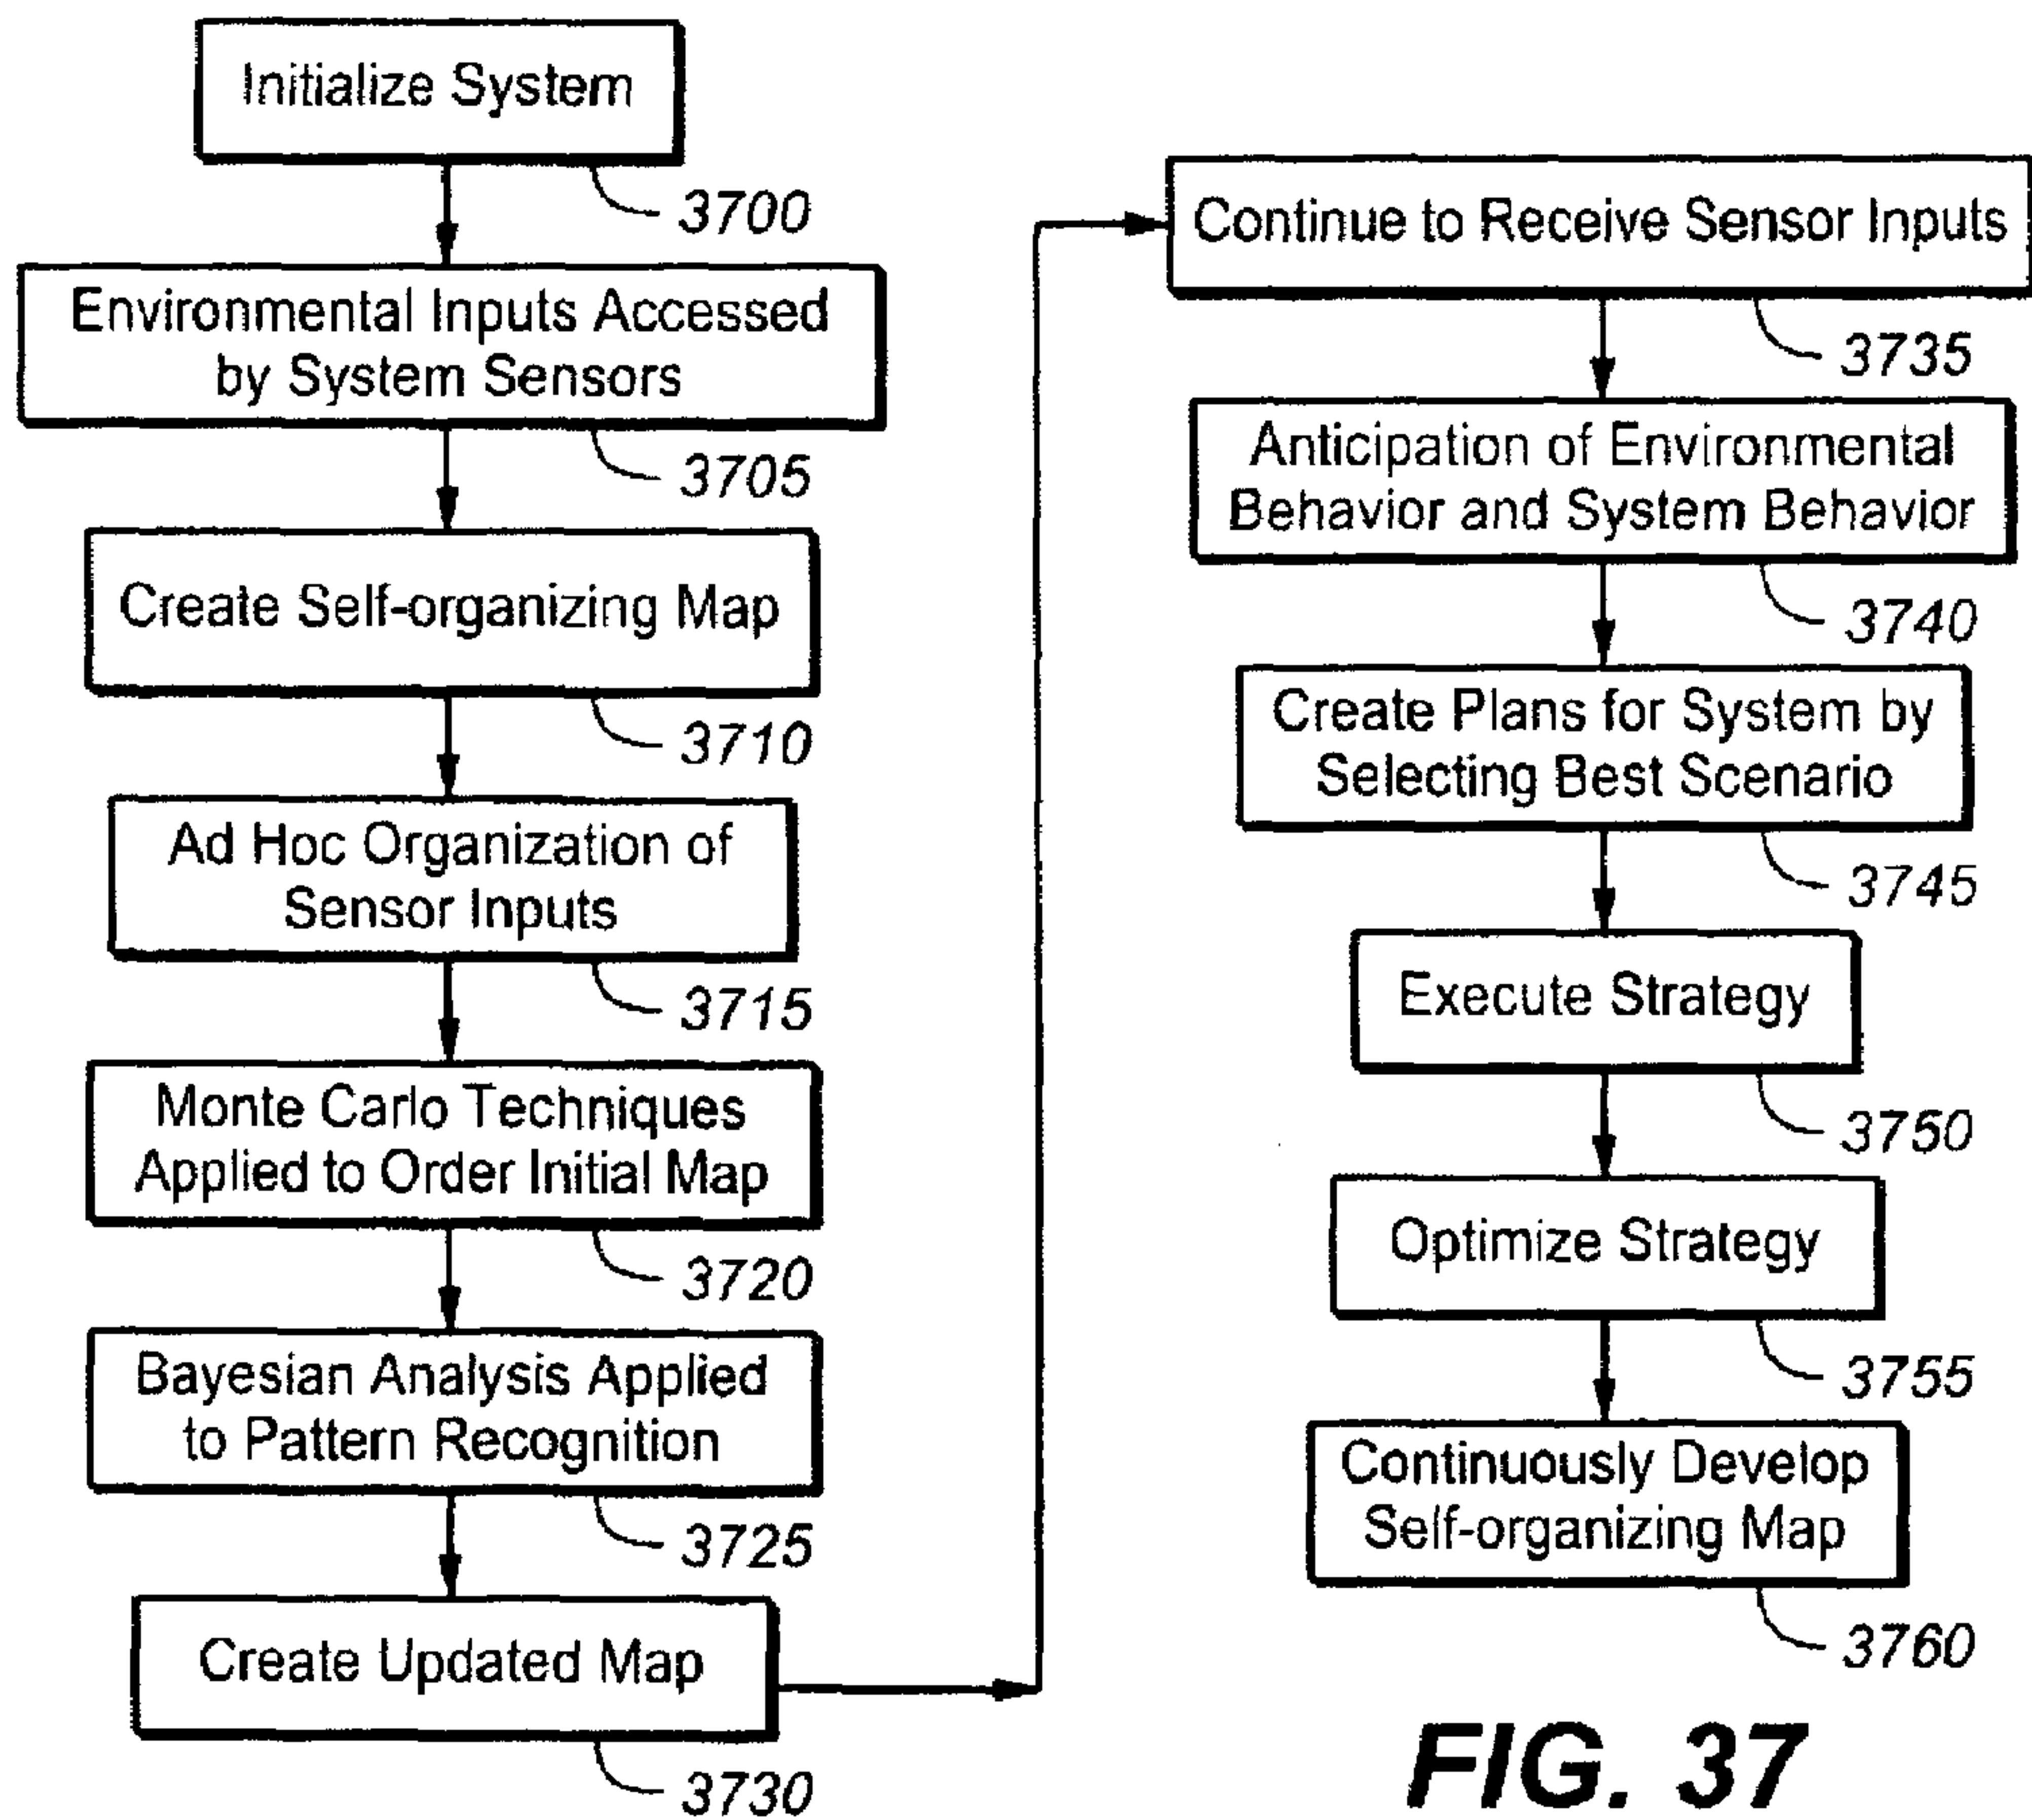 Initialize System
3700
Environmental Inputs Accessed
by System Sensors
3705
Create Self-organizing Map
3710
Ad Hoc Organization of
Sensor Inputs
3715
Monte Carlo Techniques
Applied to Order Initial Map
3720
Bayesian Analysis Applied
to Pattern Recognition
3725
Create Updated Map
3730
Continue to Receive Sensor Inputs
3735
Anticipation of Environmental
Behavior and System Behavior
3740
Create Plans for System by
Selecting Best Scenario
3745
Execute Strategy
3750
Optimize Strategy
3755
Continuously Develop
Self-organizing Map
3760
FIG. 37